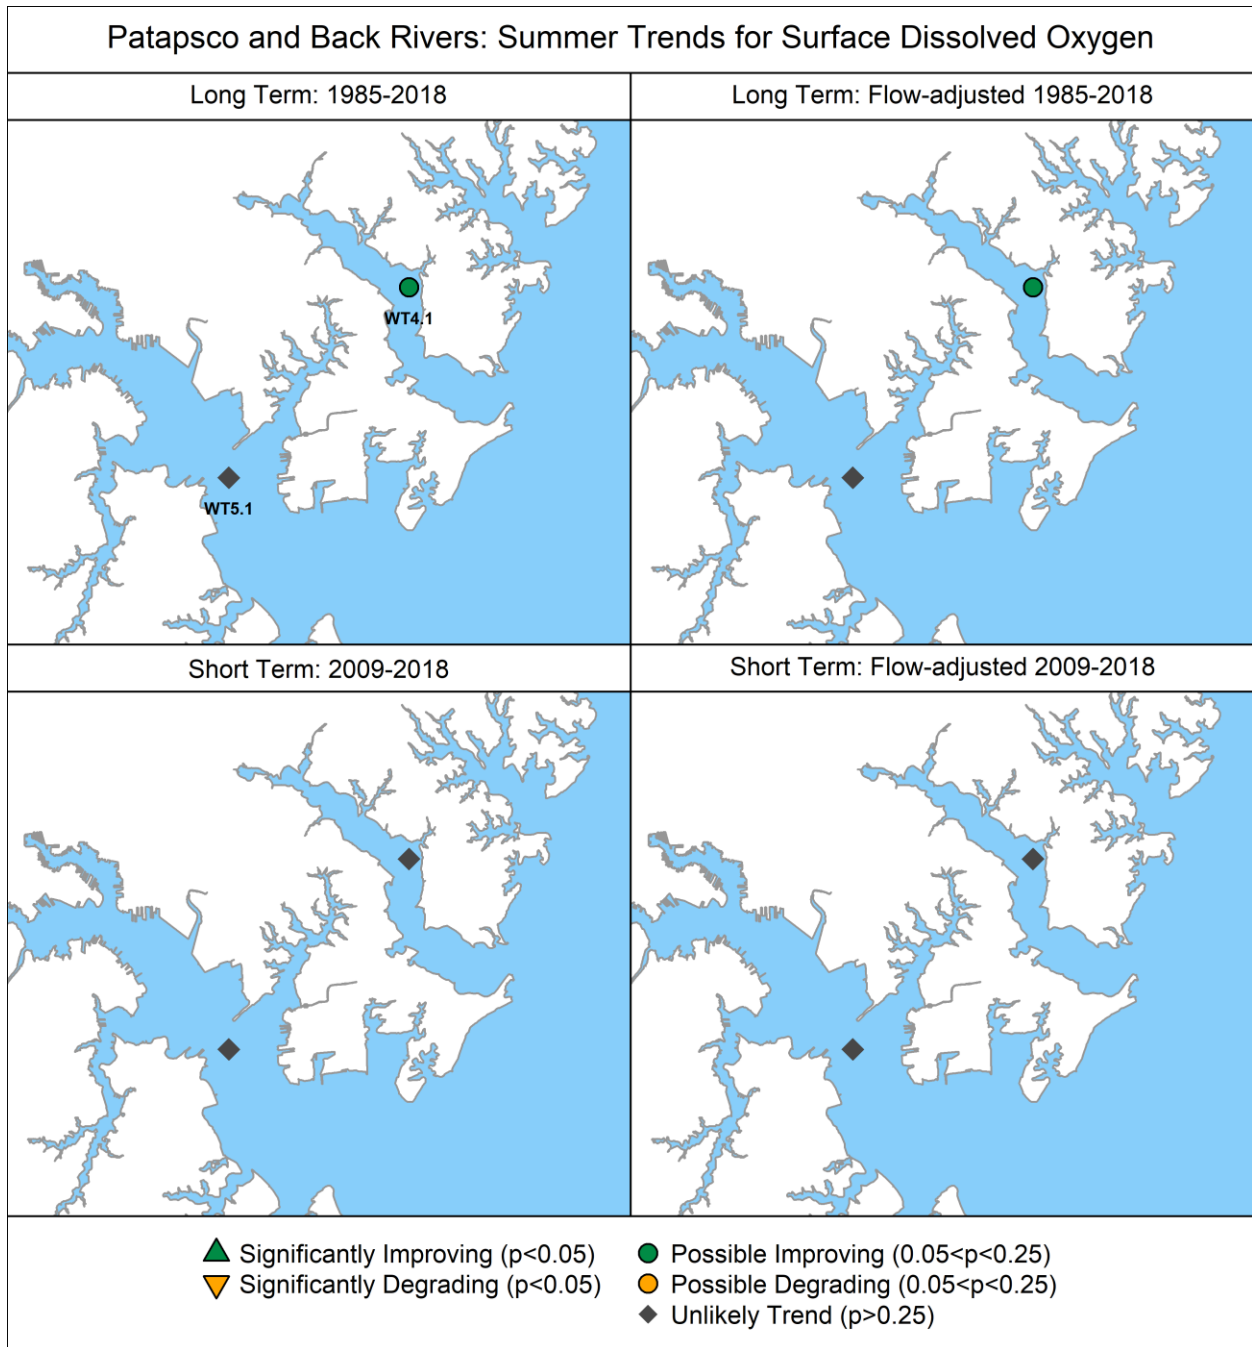 Patapsco and Back Rivers: Summer Trends for Surface Dissolved Oxygen
Long Term: 1985-2018
Long Term: Flow-adjusted 1985-2018
WT4.1
WT5.1
Short Term: 2009-2018
Short Term: Flow-adjusted 2009-2018
Significantly Improving (p<0.05)
Possible Improving (0.05<p<0.25)
Significantly Degrading (p<0.05)
Possible Degrading (0.05<p<0.25)
Unlikely Trend (p>0.25)